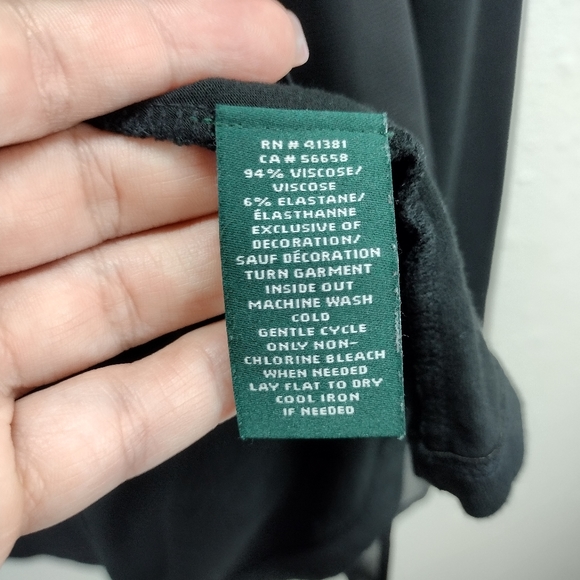 RN # 41381
CA # 56658
94% VISCOSE/
VISCOSE
6% ELASTANE/
ÉLASTHANNE
EXCLUSIVE OF
DECORATION/
SAUF DÉCORATION
TURN GARMENT
INSIDE OUT
MACHINE WASH
COLD
GENTLE CYCLE
ONLY NON-
CHLORINE BLEACH
WHEN NEEDED
LAY FLAT TO DRY
COOL IRON
IF NEEDED